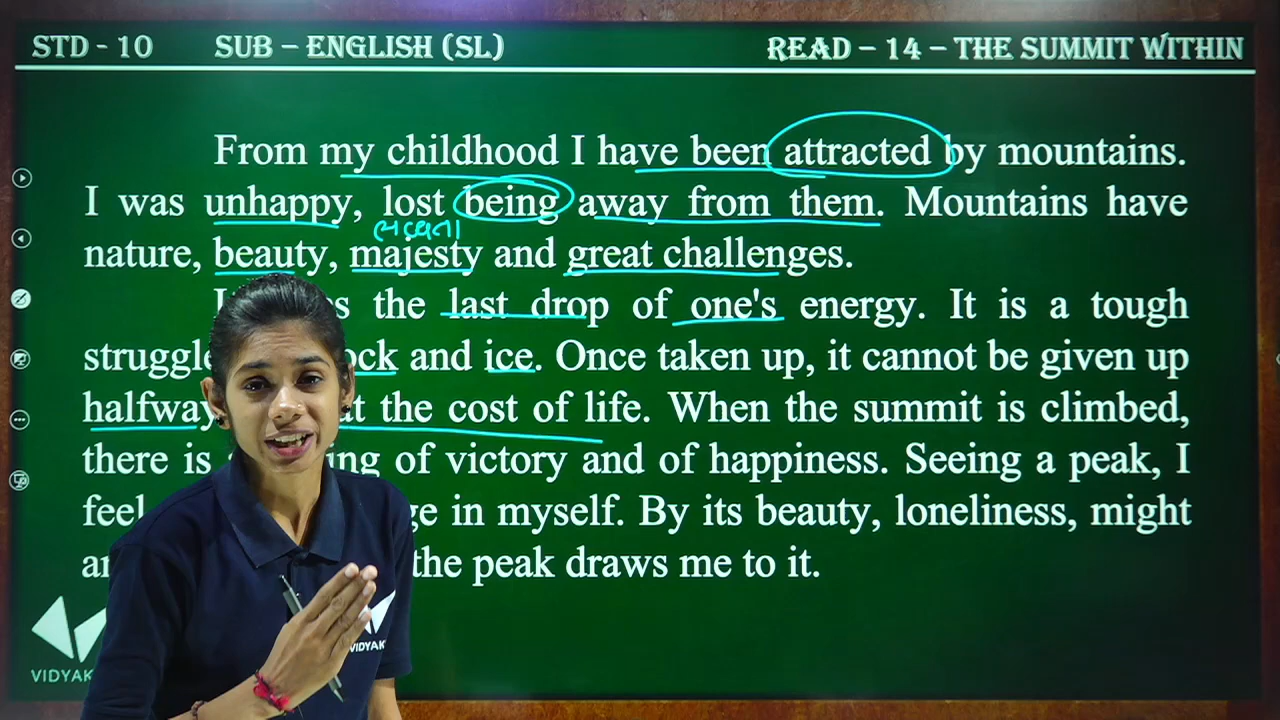 STD - 10 SUB – ENGLISH (SL) READ – 14 – THE SUMMIT WITHIN
From my childhood I have been attracted by mountains.
I was unhappy, lost being away from them. Mountains have
nature, beauty, majesty and great challenges.
the last drop of one's energy. It is a tough
struggle and ice. Once taken up, it cannot be given up
halfway the cost of life. When the summit is climbed,
there is of victory and of happiness. Seeing a peak, I
feel in myself. By its beauty, loneliness, might
the peak draws me to it.
VIDYAK
VIDYAK